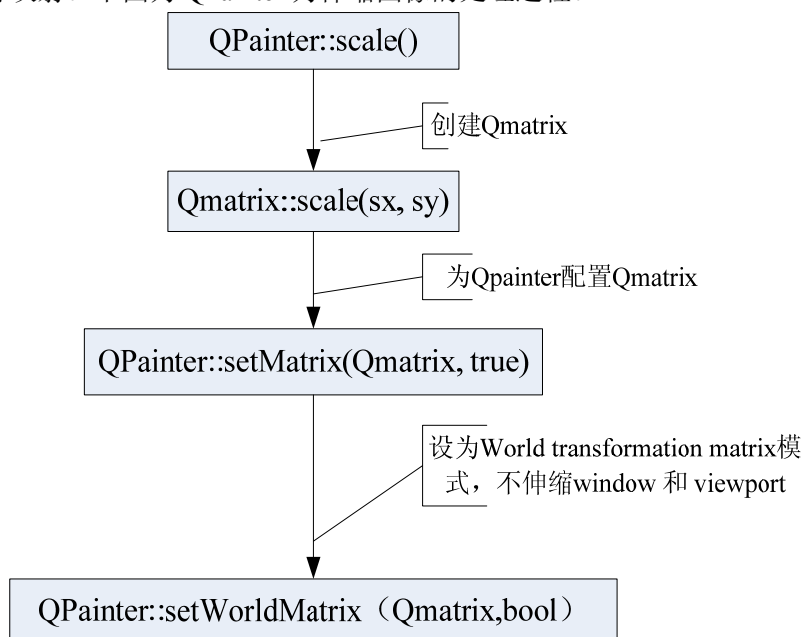 QPainter::scale()
创建Qmatrix
Qmatrix::scale(sx, sy)
为Qpainter配置Qmatrix
QPainter::setMatrix(Qmatrix, true)
设为World transformation matrix模
式，不伸缩window 和 viewport
QPainter::setWorldMatrix（Qmatrix,bool）